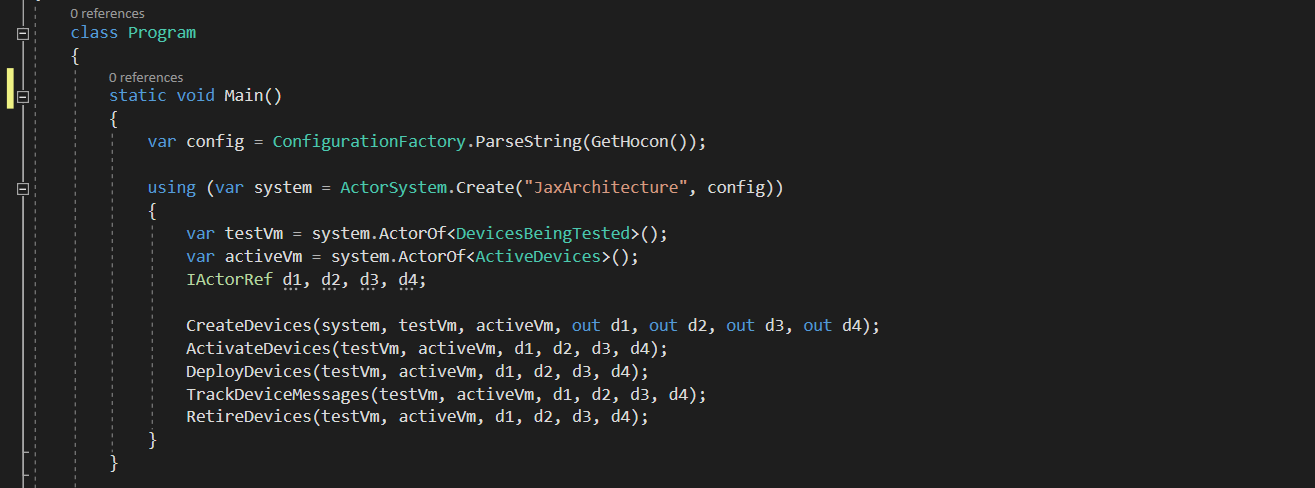 0 references
class Program
{
0 references
static void Main()
{
var config = ConfigurationFactory.ParseString(GetHocon());
using (var system = ActorSystem.Create("JaxArchitecture", config))
{
var testVm = system.ActorOf<DevicesBeingTested>();
var activeVm = system.ActorOf<ActiveDevices>();
IActorRef d1, d2, d3, d4;
CreateDevices(system, testVm, activeVm, out d1, out d2, out d3, out d4);
ActivateDevices(testVm, activeVm, d1, d2, d3, d4);
DeployDevices(testVm, activeVm, d1, d2, d3, d4);
TrackDeviceMessages(testVm, activeVm, d1, d2, d3, d4);
RetireDevices(testVm, activeVm, d1, d2, d3, d4);
}
}